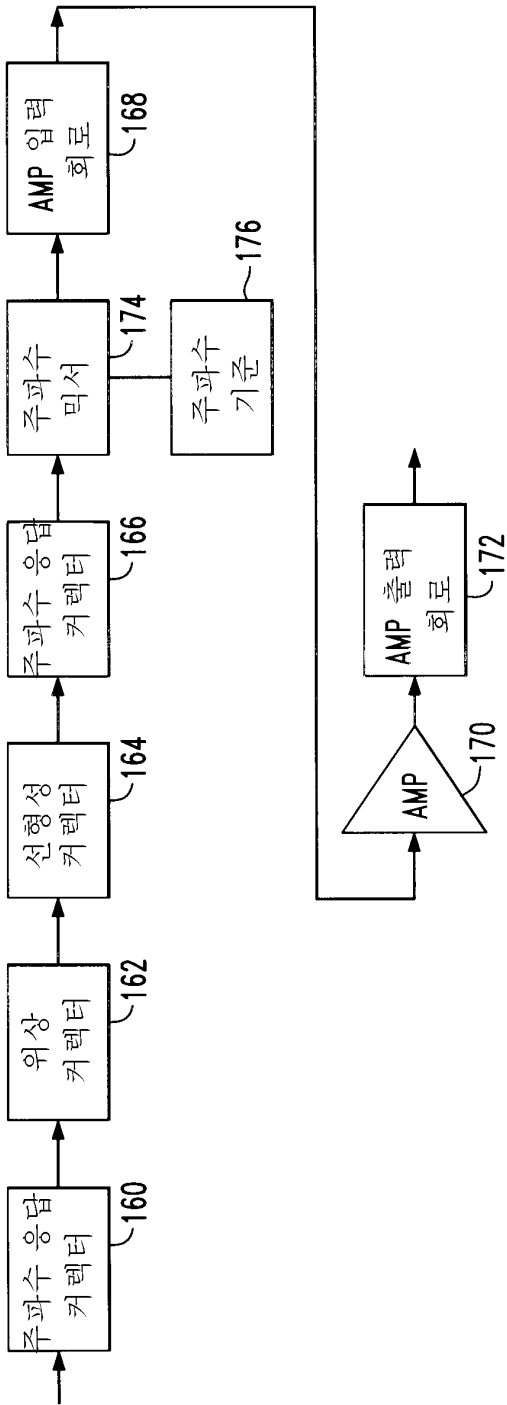 주파수 응답
커렉터
160
위상
커렉터
162
선형성
커렉터
164
주파수 응답
커렉터
166
주파수
믹서
174
주파수
기준
176
AMP 입력
회로
168
AMP
170
AMP 출력
회로
172